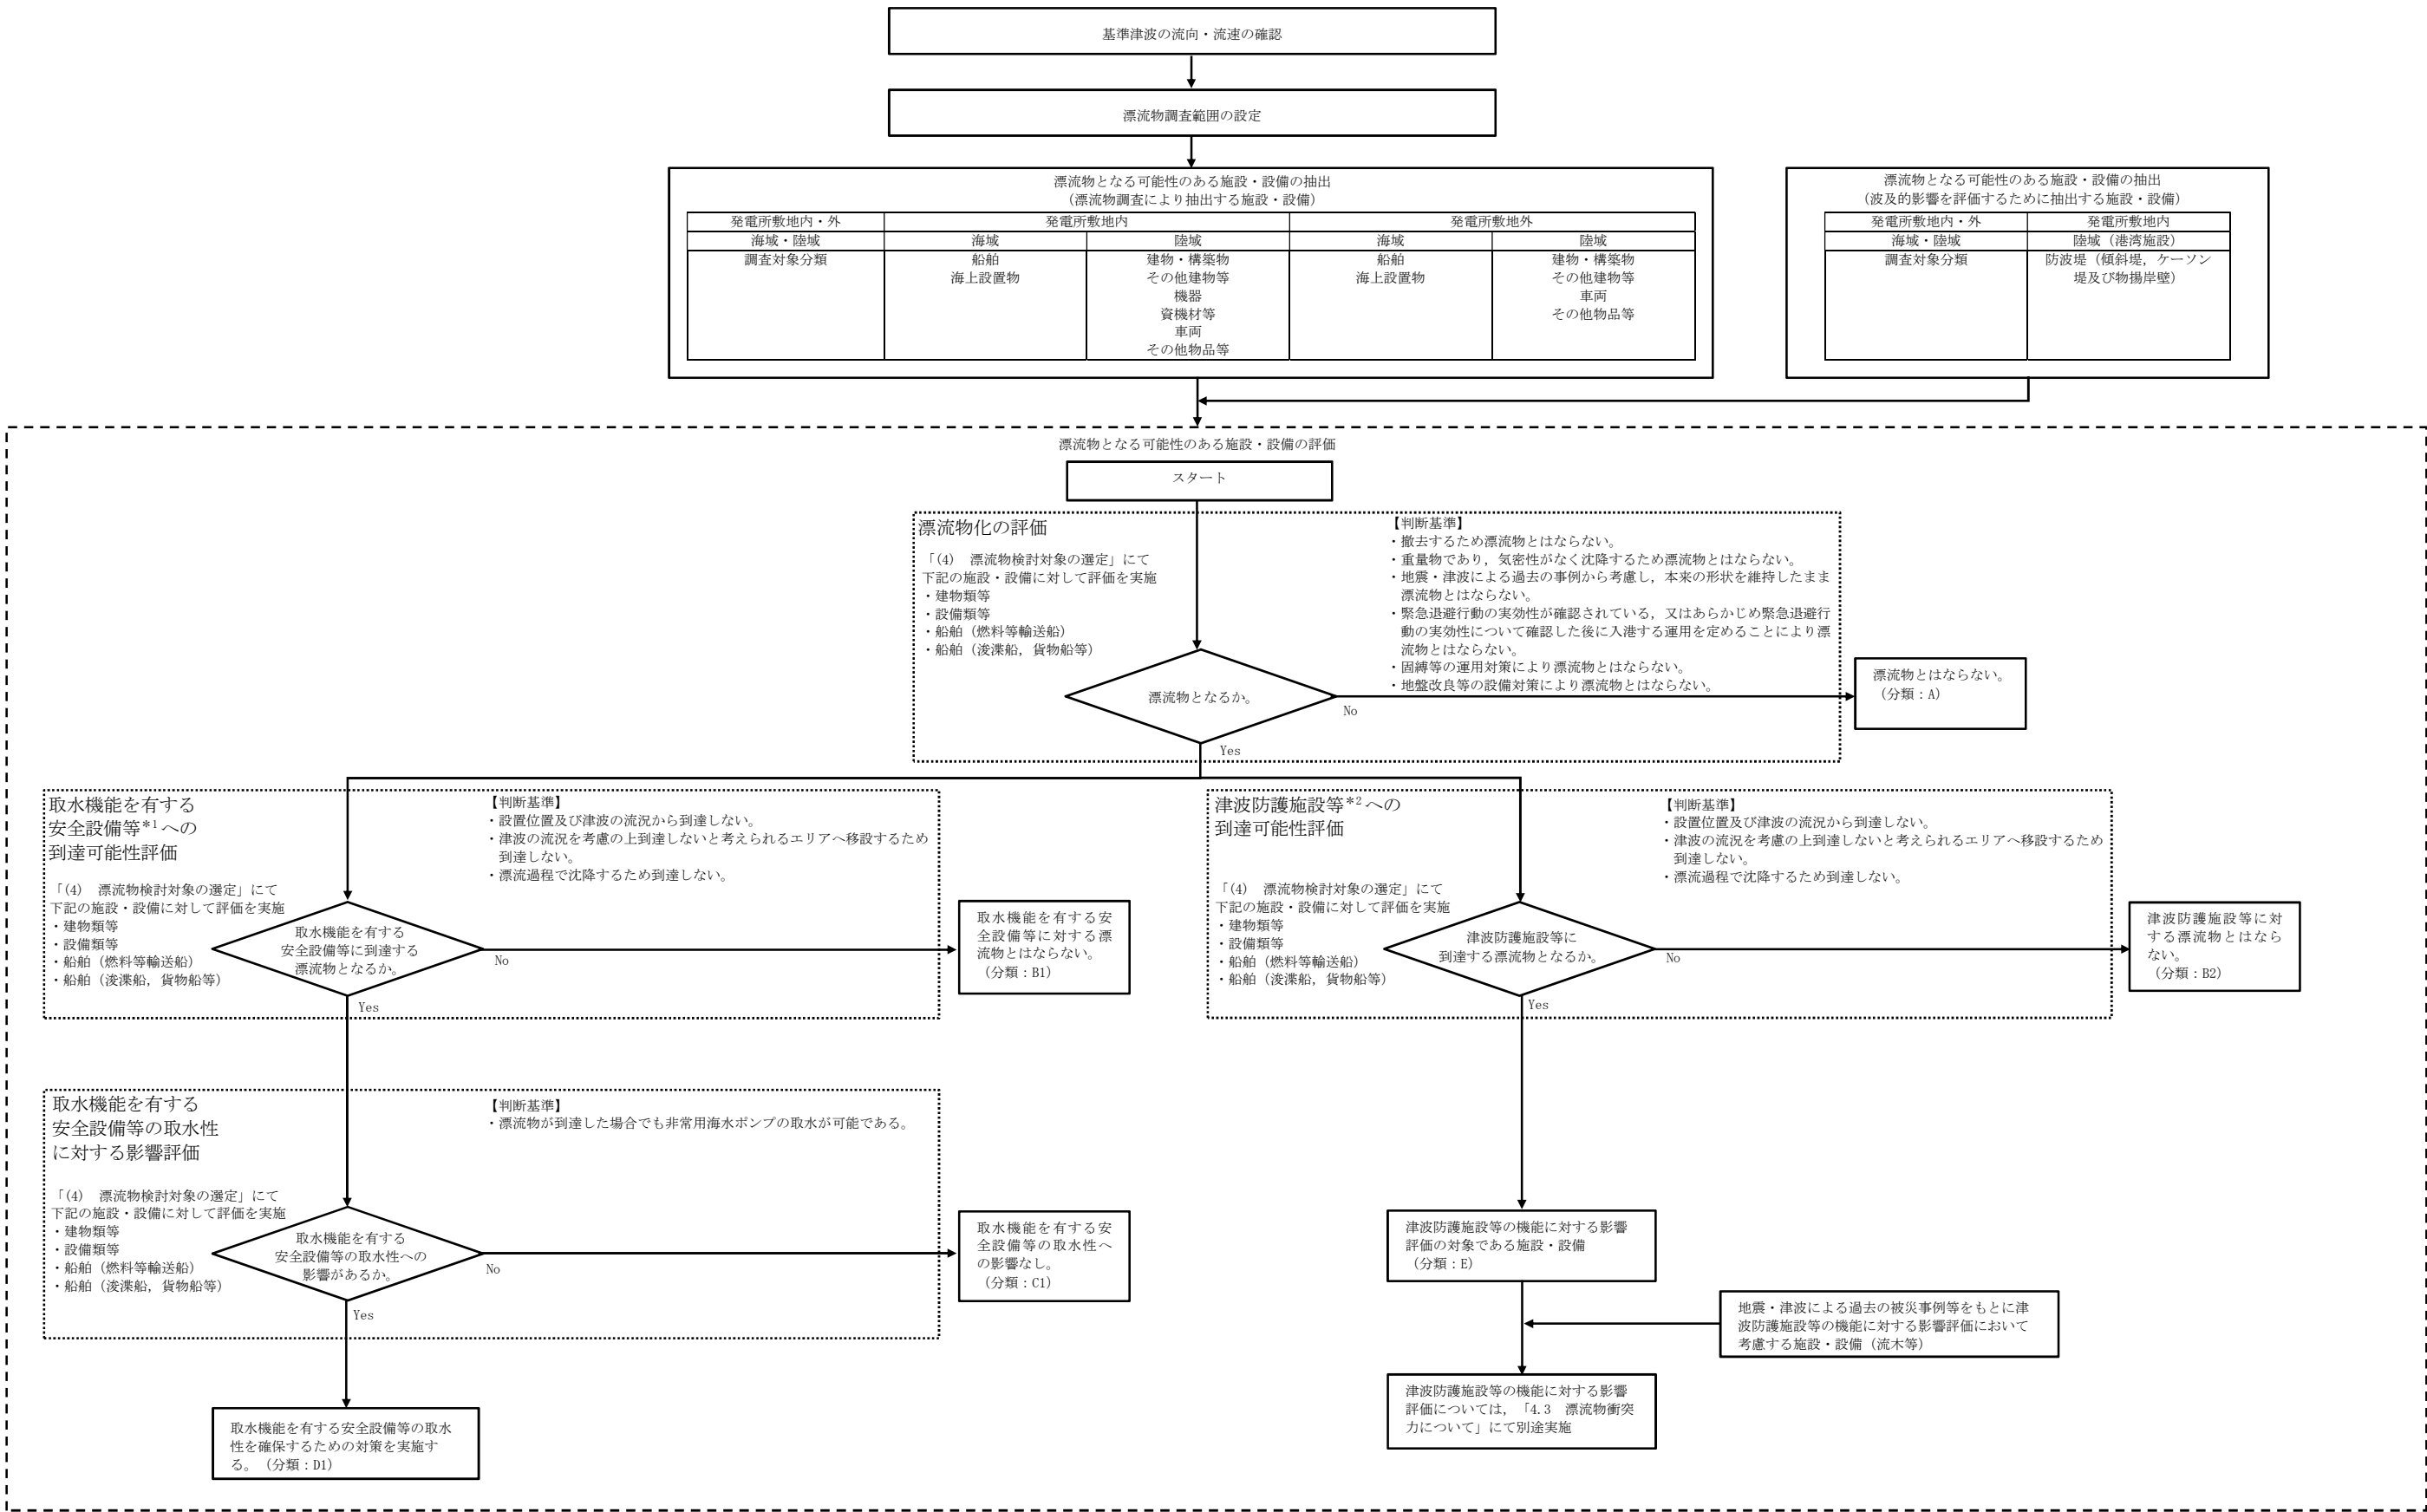 基準津波の流向・流速の確認
漂流物調査範囲の設定
漂流物となる可能性のある施設・設備の抽出
（漂流物調査により抽出する施設・設備）
発電所敷地内・外 発電所敷地内 発電所敷地外
海域・陸域 海域 陸域 海域 陸域
調査対象分類 船舶 建物・構築物 船舶 建物・構築物
海上設置物 その他建物等 海上設置物 その他建物等
機器 車両
資機材等 その他物品等
車両
その他物品等
漂流物となる可能性のある施設・設備の抽出
（波及的影響を評価するために抽出する施設・設備）
発電所敷地内・外 発電所敷地内
海域・陸域 陸域（港湾施設）
調査対象分類 防波堤（傾斜堤，ケーソン
堤及び物揚岸壁）
漂流物となる可能性のある施設・設備の評価
スタート
漂流物化の評価
「(4)　漂流物検討対象の選定」にて
下記の施設・設備に対して評価を実施
・建物類等
・設備類等
・船舶（燃料等輸送船）
・船舶（浚渫船，貨物船等）
【判断基準】
・撤去するため漂流物とはならない。
・重量物であり，気密性がなく沈降するため漂流物とはならない。
・地震・津波による過去の事例から考慮し，本来の形状を維持したまま
漂流物とはならない。
・緊急退避行動の実効性が確認されている，又はあらかじめ緊急退避行
動の実効性について確認した後に入港する運用を定めることにより漂
流物とはならない。
・固縛等の運用対策により漂流物とはならない。
・地盤改良等の設備対策により漂流物とはならない。
漂流物となるか。
No
Yes
漂流物とはならない。
（分類：A）
取水機能を有する
安全設備等*1への
到達可能性評価
「(4)　漂流物検討対象の選定」にて
下記の施設・設備に対して評価を実施
・建物類等
・設備類等
・船舶（燃料等輸送船）
・船舶（浚渫船，貨物船等）
【判断基準】
・設置位置及び津波の流況から到達しない。
・津波の流況を考慮の上到達しないと考えられるエリアへ移設するため
到達しない。
・漂流過程で沈降するため到達しない。
取水機能を有する
安全設備等に到達する
漂流物となるか。
No
Yes
取水機能を有する安
全設備等に対する漂
流物とはならない。
（分類：B1）
津波防護施設等*2への
到達可能性評価
「(4)　漂流物検討対象の選定」にて
下記の施設・設備に対して評価を実施
・建物類等
・設備類等
・船舶（燃料等輸送船）
・船舶（浚渫船，貨物船等）
【判断基準】
・設置位置及び津波の流況から到達しない。
・津波の流況を考慮の上到達しないと考えられるエリアへ移設するため
到達しない。
・漂流過程で沈降するため到達しない。
津波防護施設等に
到達する漂流物となるか。
No
Yes
津波防護施設等に対
する漂流物とはなら
ない。
（分類：B2）
取水機能を有する
安全設備等の取水性
に対する影響評価
「(4)　漂流物検討対象の選定」にて
下記の施設・設備に対して評価を実施
・建物類等
・設備類等
・船舶（燃料等輸送船）
・船舶（浚渫船，貨物船等）
【判断基準】
・漂流物が到達した場合でも非常用海水ポンプの取水が可能である。
取水機能を有する
安全設備等の取水性への
影響があるか。
No
Yes
取水機能を有する安
全設備等の取水性へ
の影響なし。
（分類：C1）
取水機能を有する安全設備等の取水
性を確保するための対策を実施す
る。（分類：D1）
津波防護施設等の機能に対する影響
評価の対象である施設・設備
（分類：E）
地震・津波による過去の被災事例等をもとに津
波防護施設等の機能に対する影響評価において
考慮する施設・設備（流木等）
津波防護施設等の機能に対する影響
評価については，「4.3　漂流物衝突
力について」にて別途実施